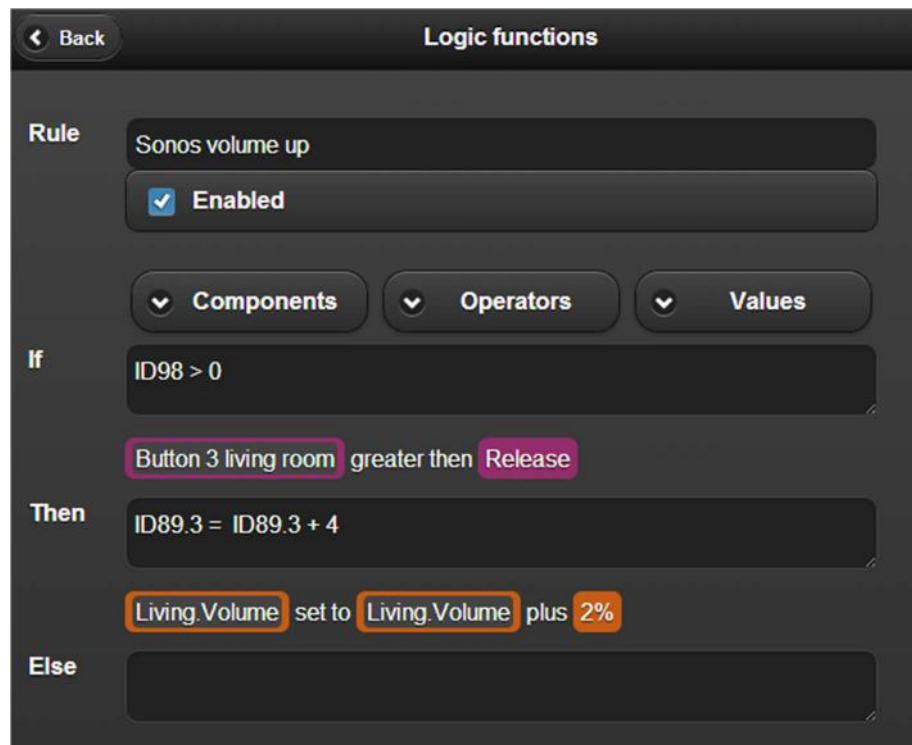 Back
Logic functions
Rule
Sonos volume up
Enabled
Components Operators Values
If
ID98 > 0
Button 3 living room greater then Release
Then
ID89.3 = ID89.3 + 4
Living.Volume set to Living.Volume plus 2%
Else